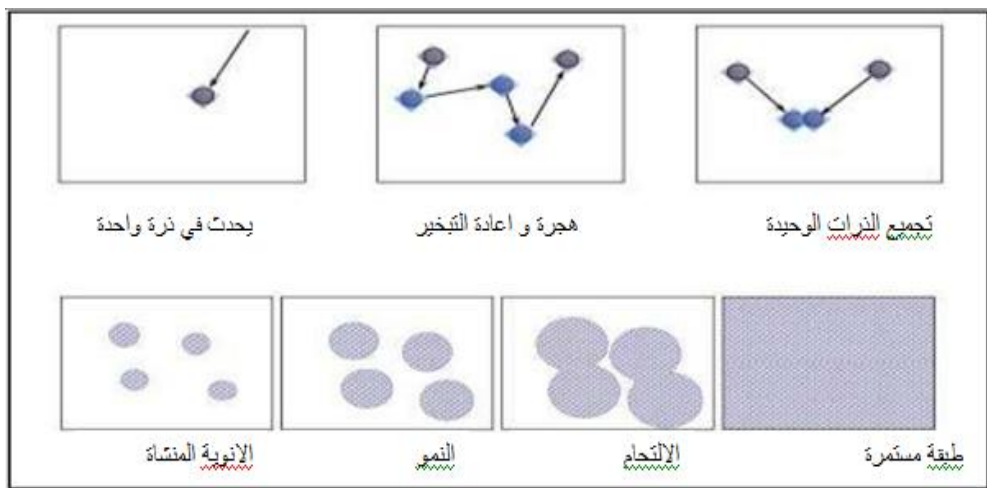 تجميع الذرات الوحيدة
هجرة و اعادة التبخير
يحدث في ذرة واحدة
طبقة مستمرة
الالتحام
النمو
الانوية المنشاة